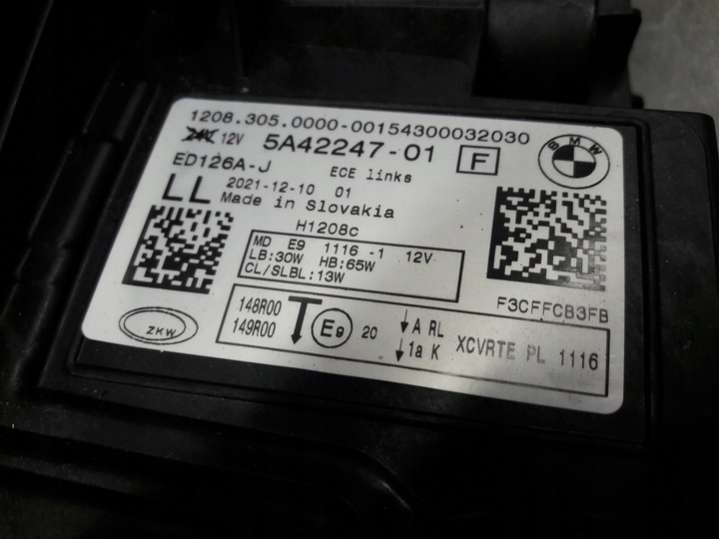 1208.305.0000-00154300032030
24V 12V 5A42247-01 F
BMW
ED126A-J ECE links
LL 2021-12-10 01
Made in Slovakia
H1208c
MD E9 1116 -1 12V
LB:30W HB:65W
CL/SLBL:13W
F3CFFCB3FB
ZKW
148R00
149R00
E9 20
↓A RL
↓1a K
XCVRTE PL 1116